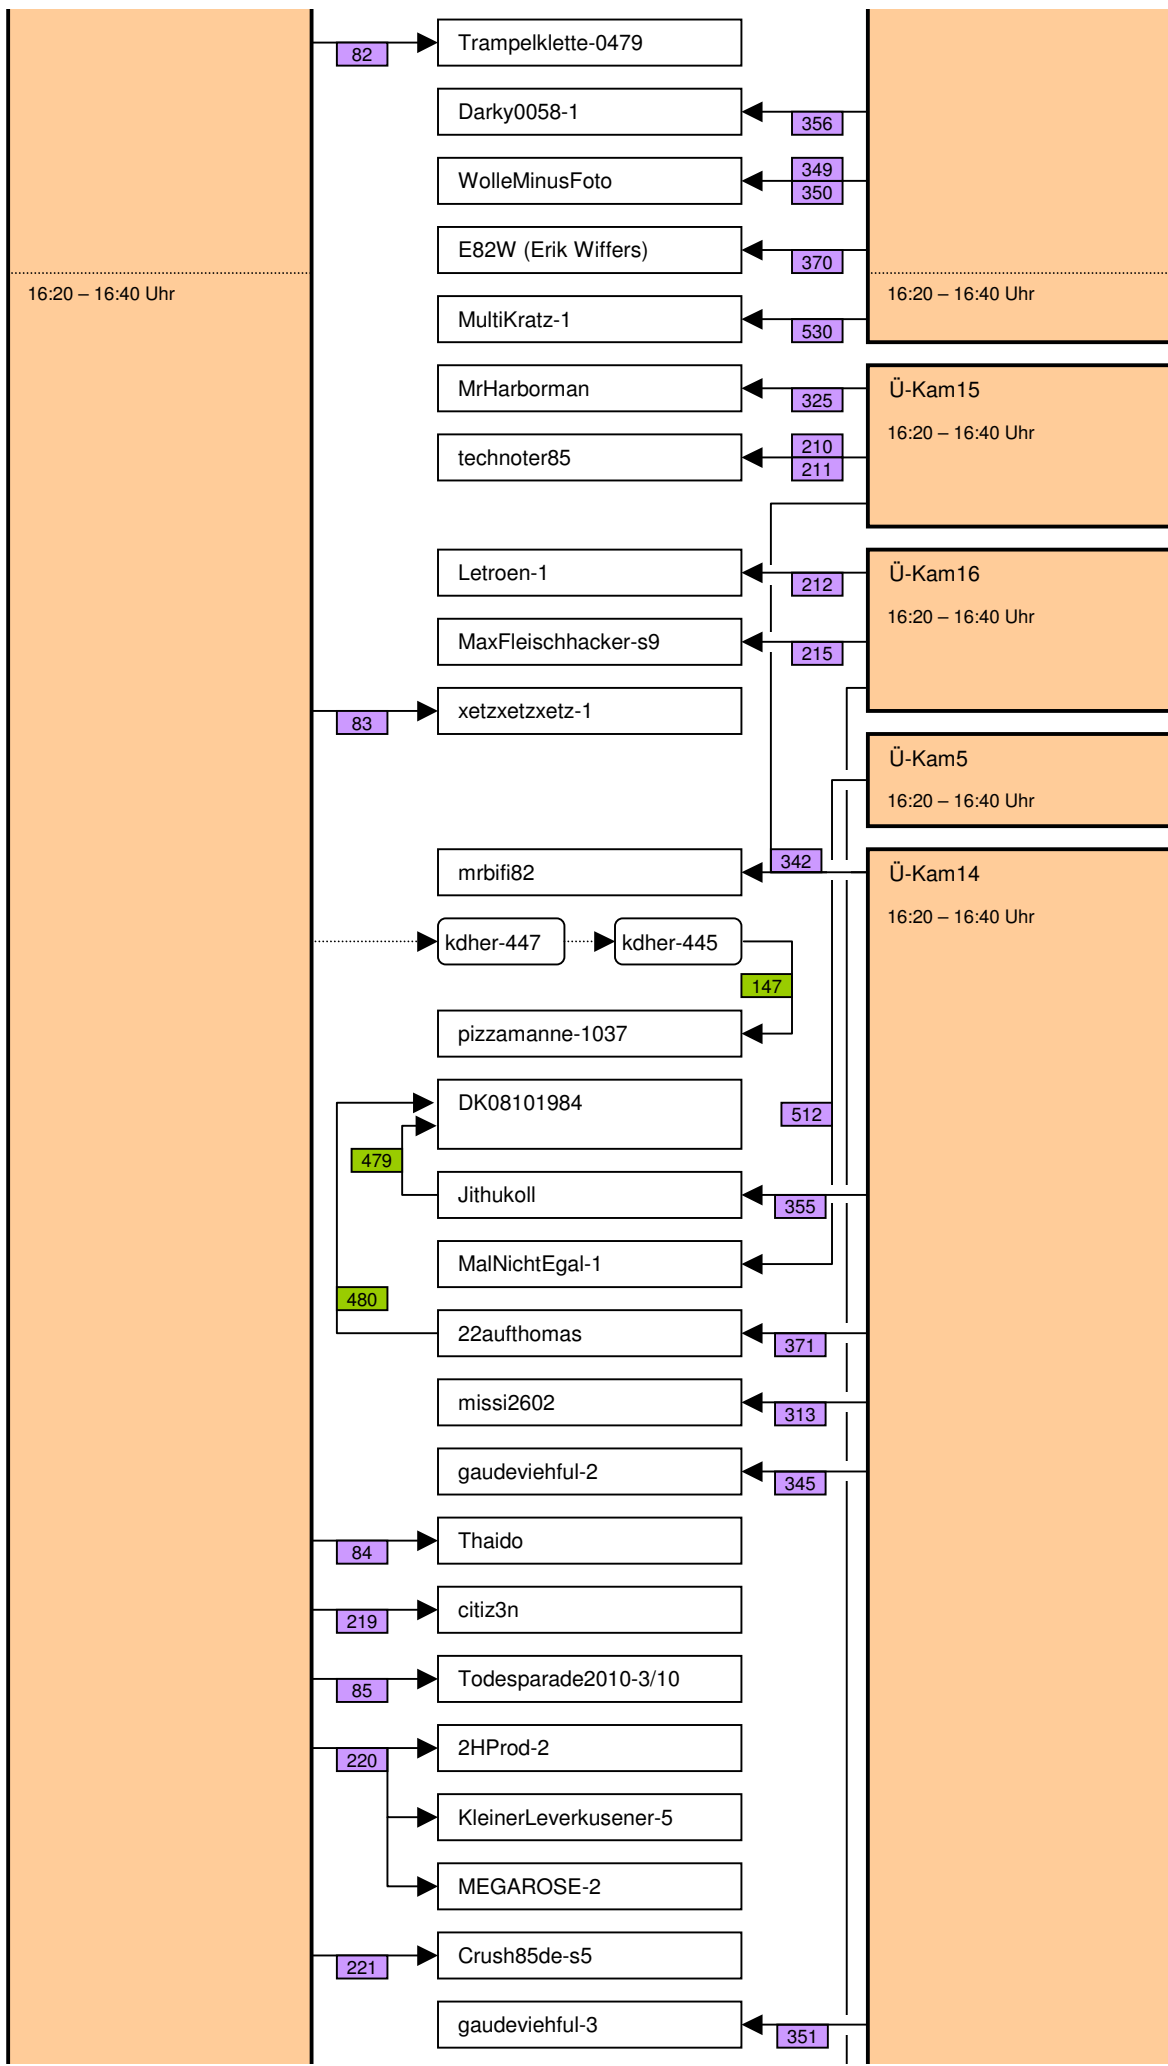 Trampelklette-0479
82
Darky0058-1
356
WolleMinusFoto
349
350
E82W (Erik Wiffers)
370
16:20 – 16:40 Uhr
16:20 – 16:40 Uhr
MultiKratz-1
530
MrHarborman
325
Ü-Kam15
16:20 – 16:40 Uhr
technoter85
210
211
Letroen-1
212
Ü-Kam16
16:20 – 16:40 Uhr
MaxFleischhacker-s9
215
xetzxetzxetz-1
83
Ü-Kam5
16:20 – 16:40 Uhr
mrbifi82
342
Ü-Kam14
16:20 – 16:40 Uhr
kdher-447
kdher-445
147
pizzamanne-1037
DK08101984
512
479
Jithukoll
355
MalNichtEgal-1
480
22aufthomas
371
missi2602
313
gaudeviehful-2
345
Thaido
84
citiz3n
219
Todesparade2010-3/10
85
2HProd-2
220
KleinerLeverkusener-5
MEGAROSE-2
Crush85de-s5
221
gaudeviehful-3
351